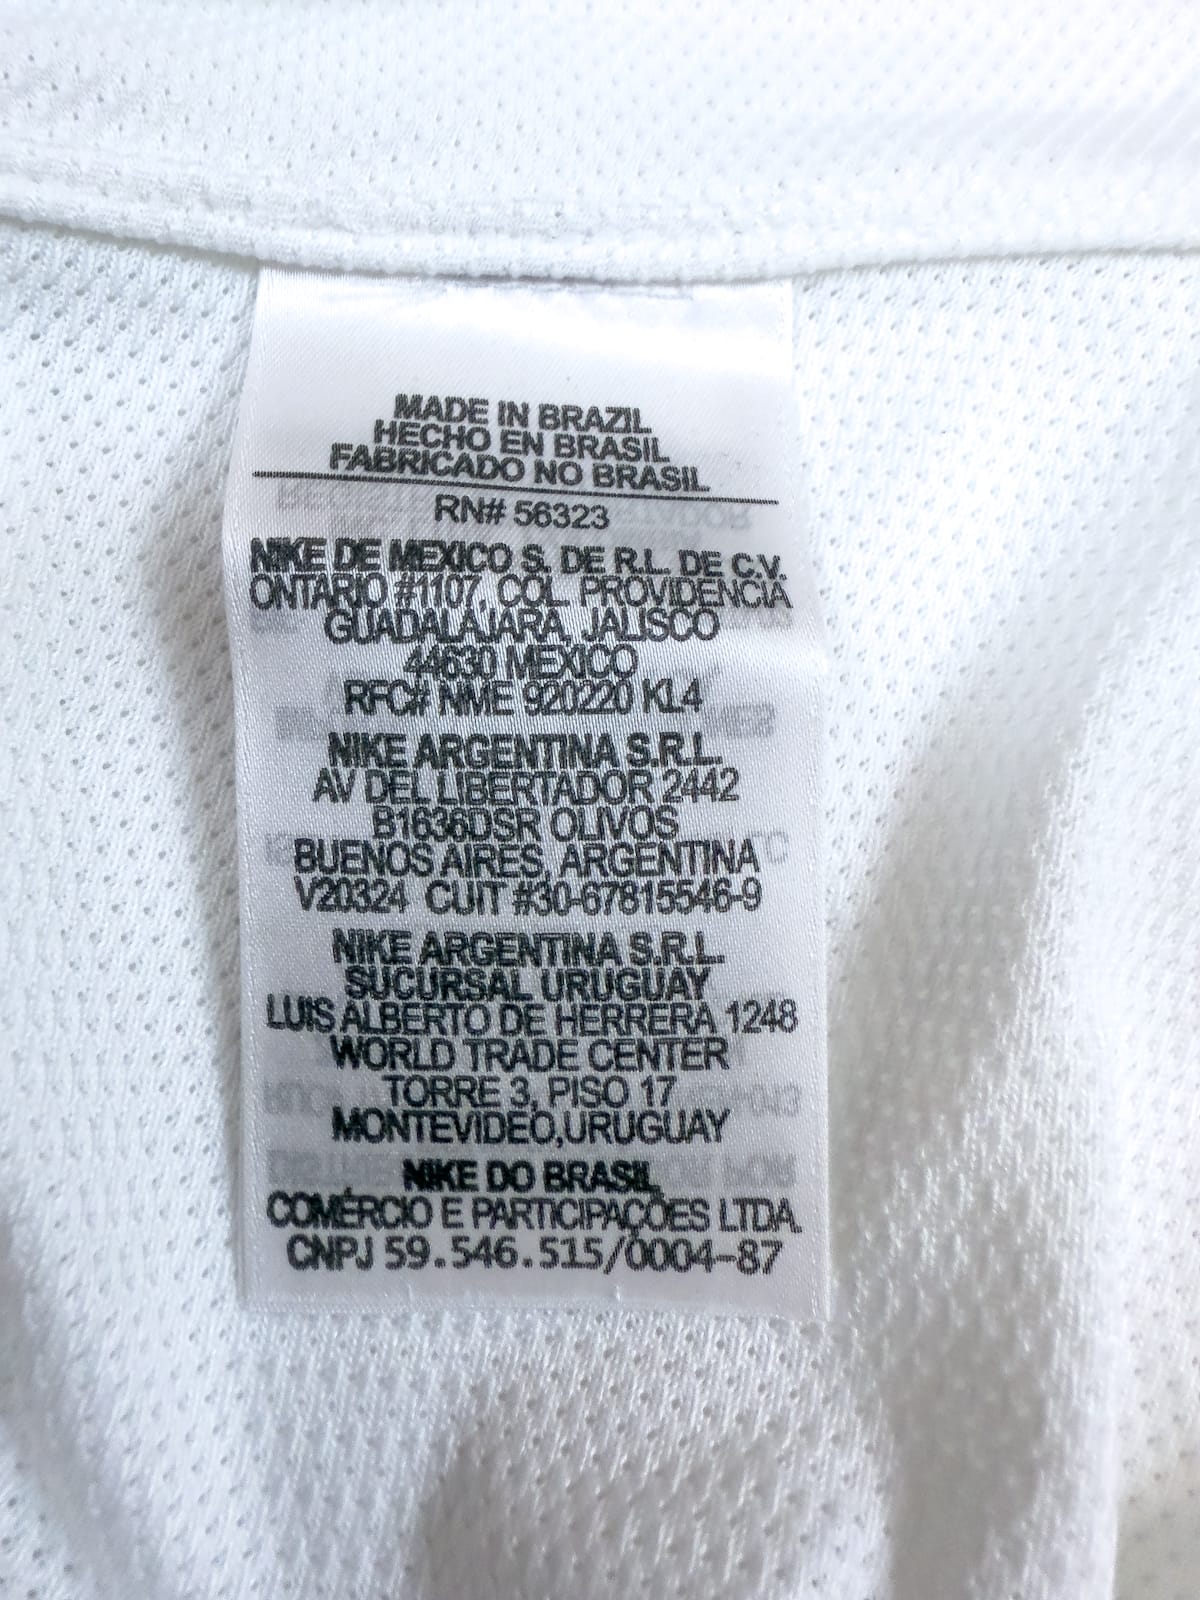 MADE IN BRAZIL
HECHO EN BRASIL
FABRICADO NO BRASIL
RN# 56323
NIKE DE MEXICO S. DE R.L. DE C.V.
ONTARIO #1107, COL. PROVIDENCIA
GUADALAJARA, JALISCO
44630 MEXICO
RFC# NME 920220 KL4
NIKE ARGENTINA S.R.L.
AV DEL LIBERTADOR 2442
B1636DSR OLIVOS
BUENOS AIRES, ARGENTINA
V20324 CUIT #30-67815546-9
NIKE ARGENTINA S.R.L.
SUCURSAL URUGUAY
LUIS ALBERTO DE HERRERA 1248
WORLD TRADE CENTER
TORRE 3, PISO 17
MONTEVIDEO,URUGUAY
NIKE DO BRASIL
COMÉRCIO E PARTICIPAÇÕES LTDA.
CNPJ 59.546.515/0004-87